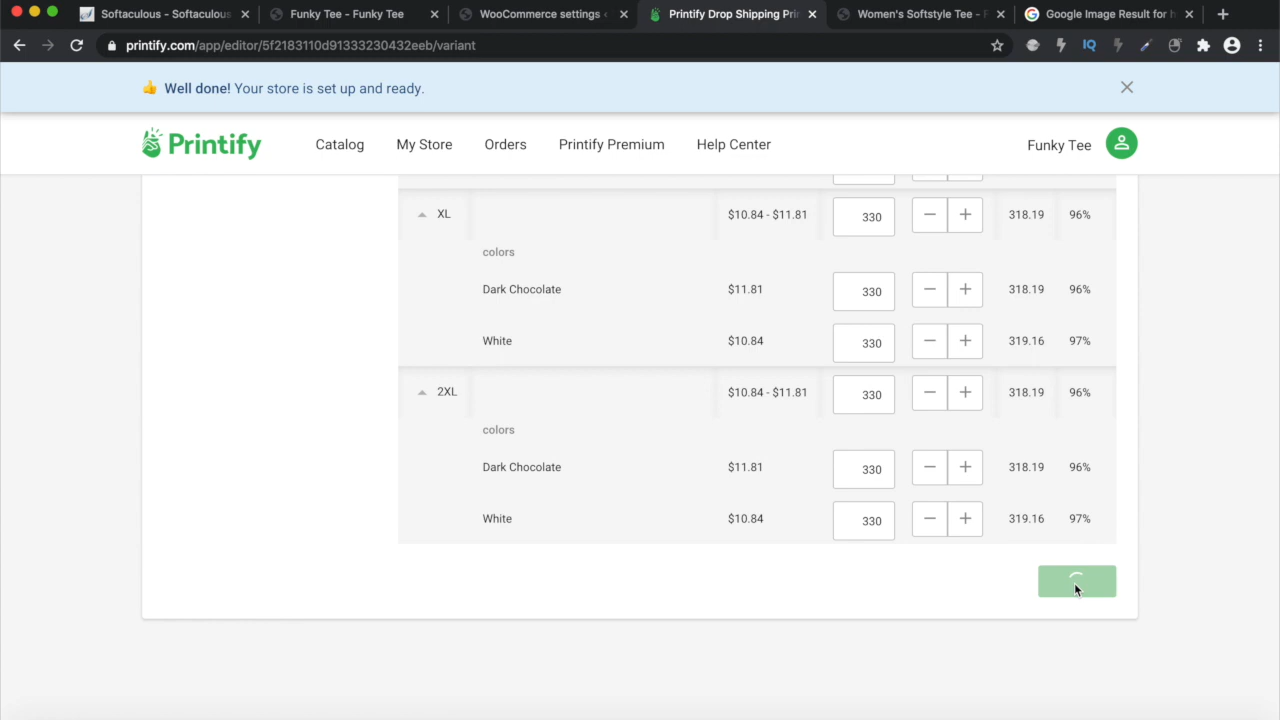 Softaculous - Softaculous
Funky Tee - Funky Tee
WooCommerce settings
Printify Drop Shipping Pri
Women's Softstyle Tee - F
Google Image Result for h
printify.com/app/editor/5f2183110d91333230432eeb/variant
IQ
Well done! Your store is set up and ready.
Printify Catalog My Store Orders Printify Premium Help Center Funky Tee
XL $10.84 - $11.81 330 318.19 96%
colors
Dark Chocolate $11.81 330 318.19 96%
White $10.84 330 319.16 97%
2XL $10.84 - $11.81 330 318.19 96%
colors
Dark Chocolate $11.81 330 318.19 96%
White $10.84 330 319.16 97%